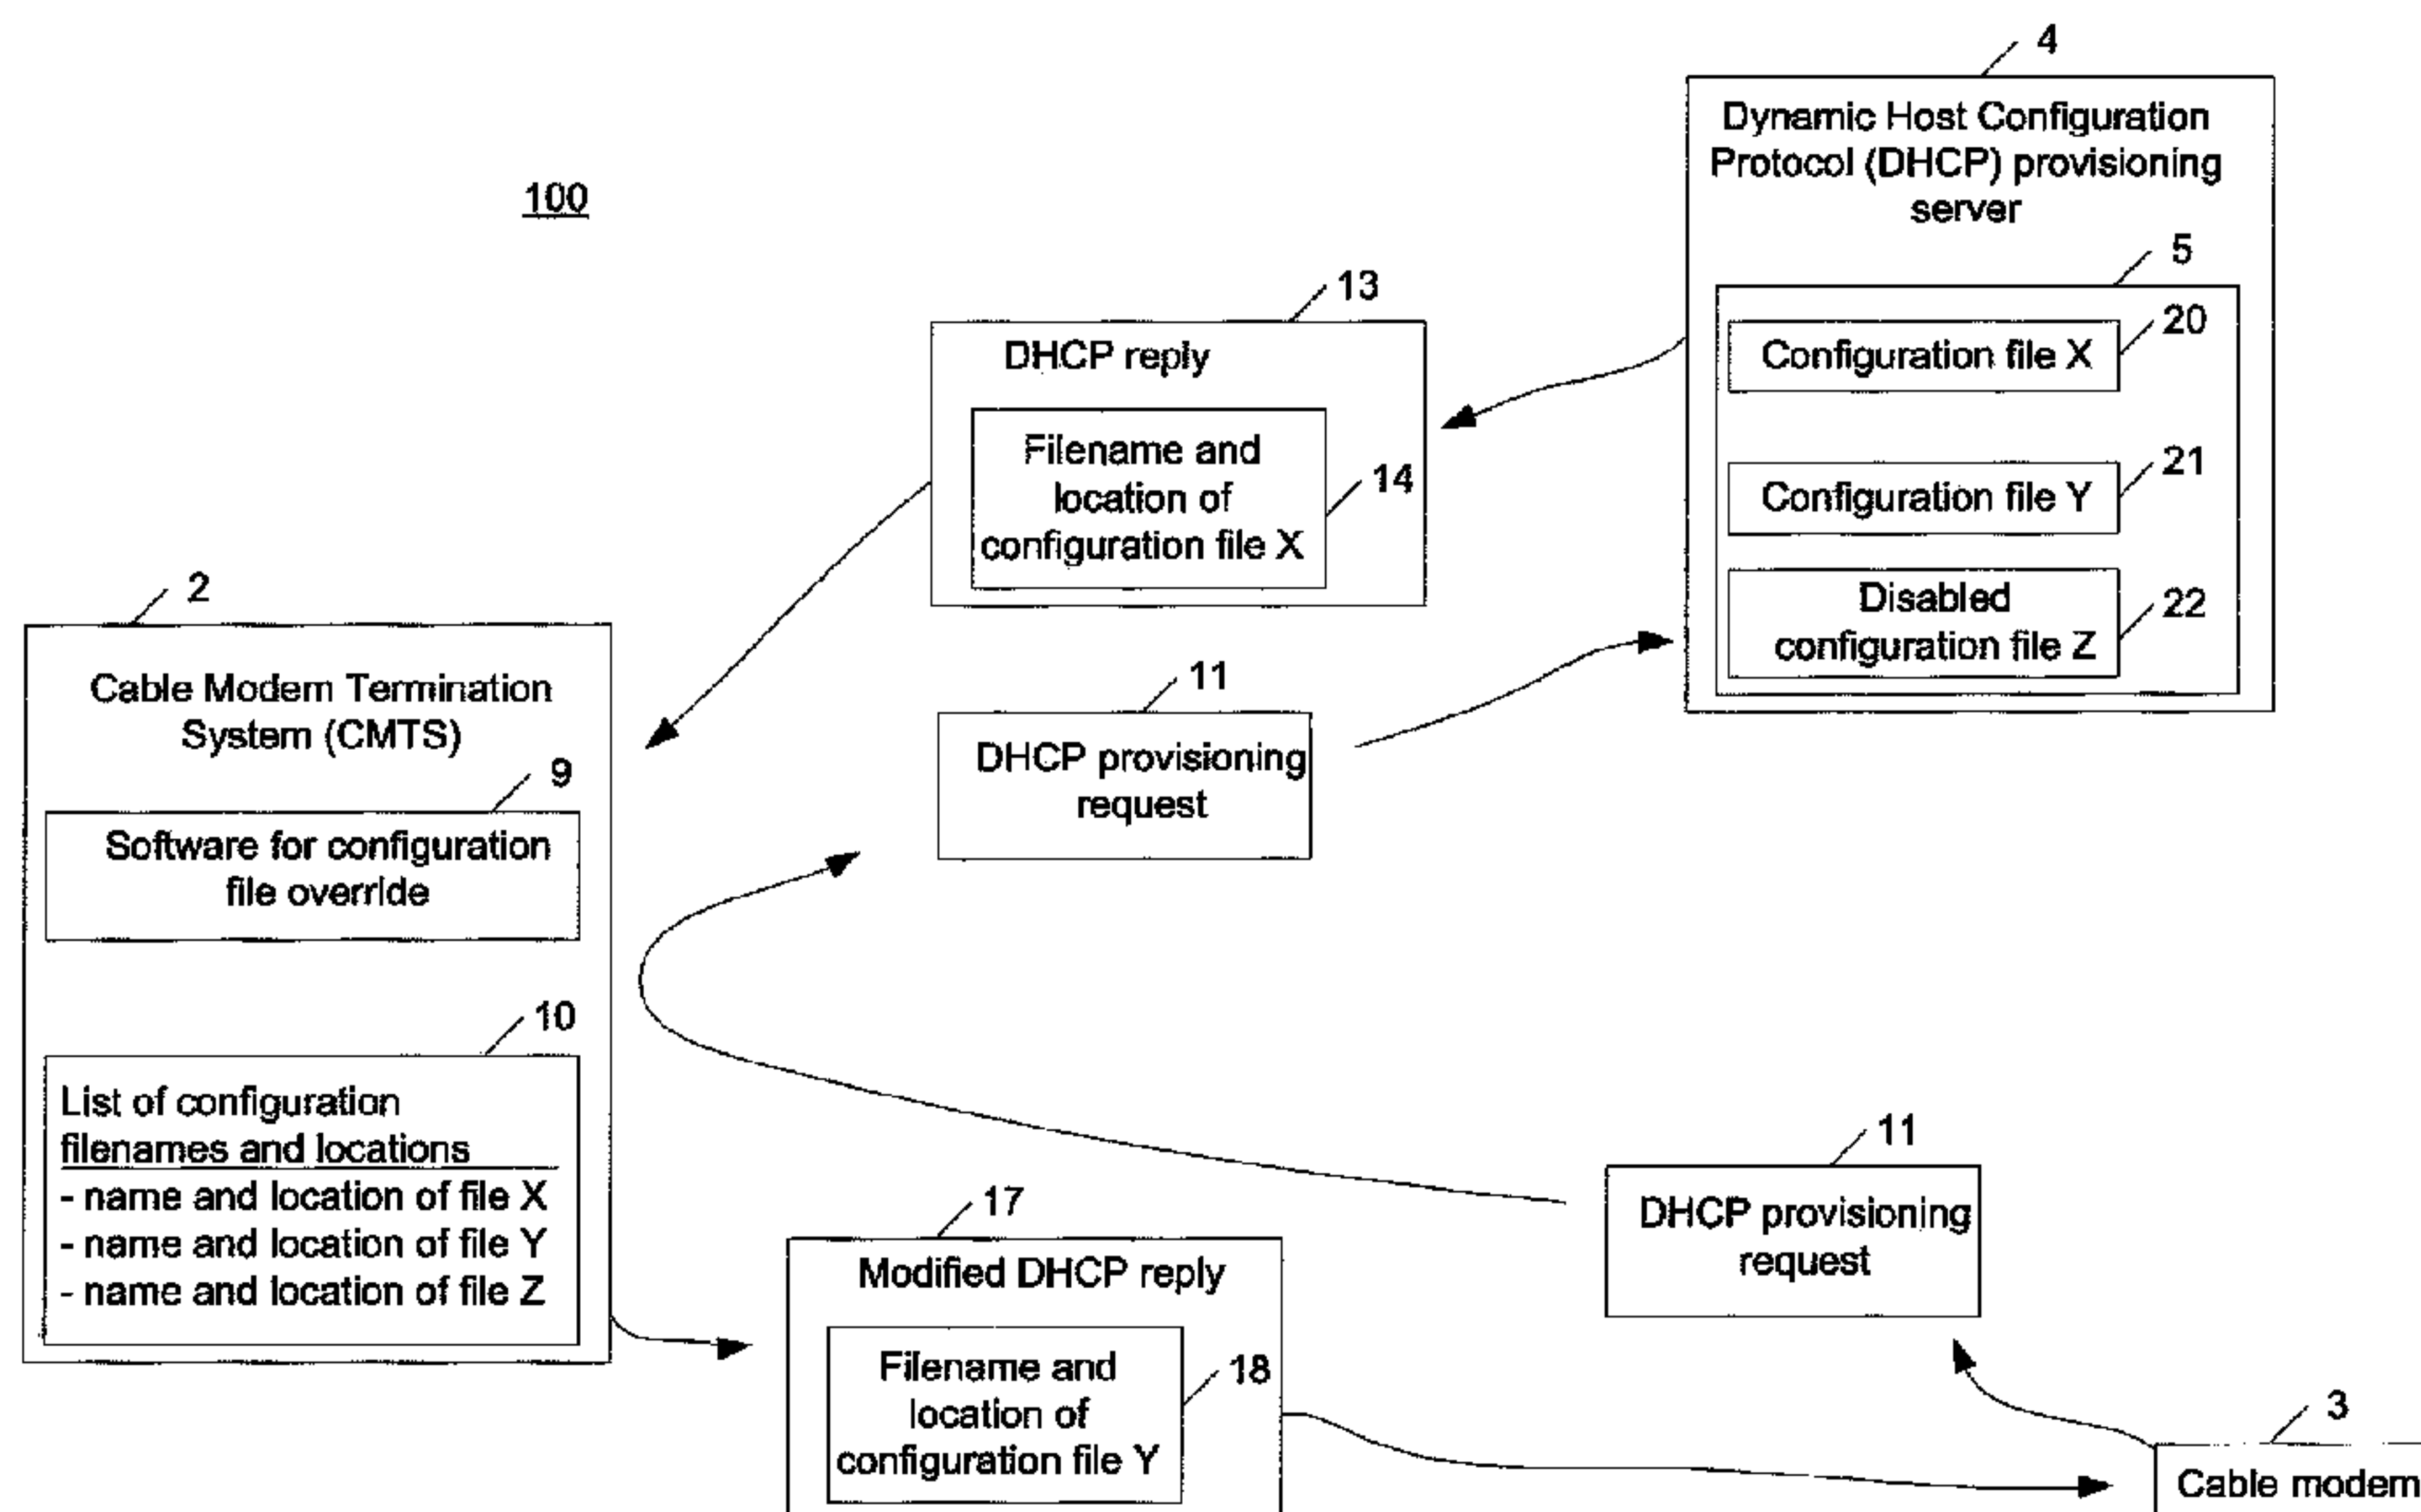 100
4
Dynamic Host Configuration
Protocol (DHCP) provisioning
server
5
Configuration file X
20
Configuration file Y
21
Disabled
configuration file Z
22
13
DHCP reply
Filename and
location of
configuration file X
14
11
DHCP provisioning
request
2
Cable Modem Termination
System (CMTS)
9
Software for configuration
file override
10
List of configuration
filenames and locations
- name and location of file X
- name and location of file Y
- name and location of file Z
17
Modified DHCP reply
Filename and
location of
configuration file Y
18
11
DHCP provisioning
request
3
Cable modem